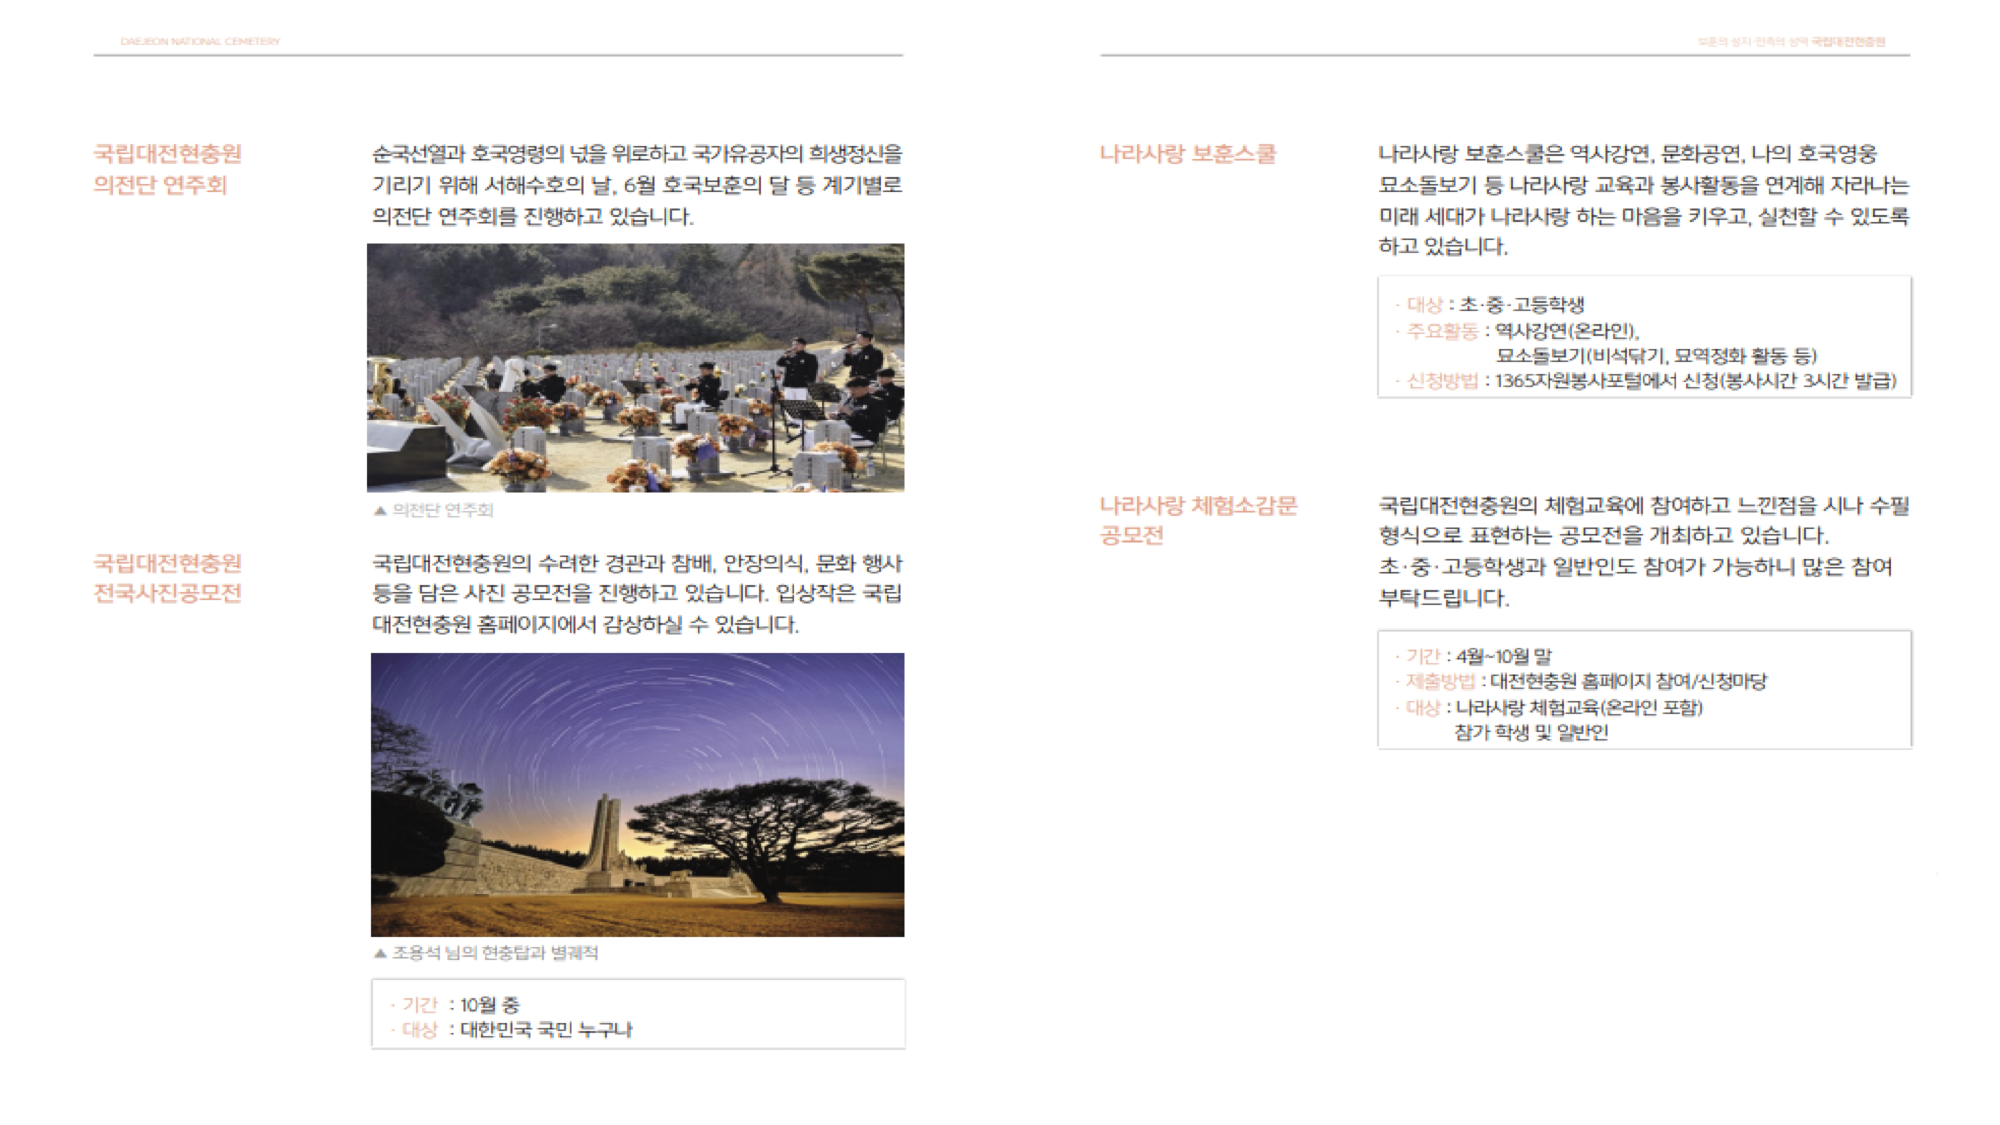 DAEJEON NATIONAL CEMETERY
국립대전현충원
의전단 연주회
순국선열과 호국영령의 넋을 위로하고 국가유공자의 희생정신을
기리기 위해 서해수호의 날, 6월 호국보훈의 달 등 계기별로
의전단 연주회를 진행하고 있습니다.
▲ 의전단 연주회
국립대전현충원
전국사진공모전
국립대전현충원의 수려한 경관과 참배, 안장의식, 문화 행사
등을 담은 사진 공모전을 진행하고 있습니다. 입상작은 국립
대전현충원 홈페이지에서 감상하실 수 있습니다.
▲ 조용석 님의 현충탑과 별궤적
· 기간 : 10월 중
· 대상 : 대한민국 국민 누구나
보훈의 성지 민족의 성역 국립대전현충원
나라사랑 보훈스쿨
나라사랑 보훈스쿨은 역사강연, 문화공연, 나의 호국영웅
묘소돌보기 등 나라사랑 교육과 봉사활동을 연계해 자라나는
미래 세대가 나라사랑 하는 마음을 키우고, 실천할 수 있도록
하고 있습니다.
· 대상 : 초·중·고등학생
· 주요활동 : 역사강연(온라인),
묘소돌보기(비석닦기, 묘역정화 활동 등)
· 신청방법 : 1365자원봉사포털에서 신청(봉사시간 3시간 발급)
나라사랑 체험소감문
공모전
국립대전현충원의 체험교육에 참여하고 느낀점을 시나 수필
형식으로 표현하는 공모전을 개최하고 있습니다.
초·중·고등학생과 일반인도 참여가 가능하니 많은 참여
부탁드립니다.
· 기간 : 4월~10월 말
· 제출방법 : 대전현충원 홈페이지 참여/신청마당
· 대상 : 나라사랑 체험교육(온라인 포함)
참가 학생 및 일반인